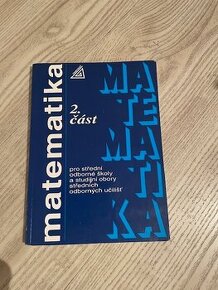 matematika
2.
část
pro střední
odborné školy
a studijní obory
středních
odborných učilišť
MA
TE
MA
TI
KA